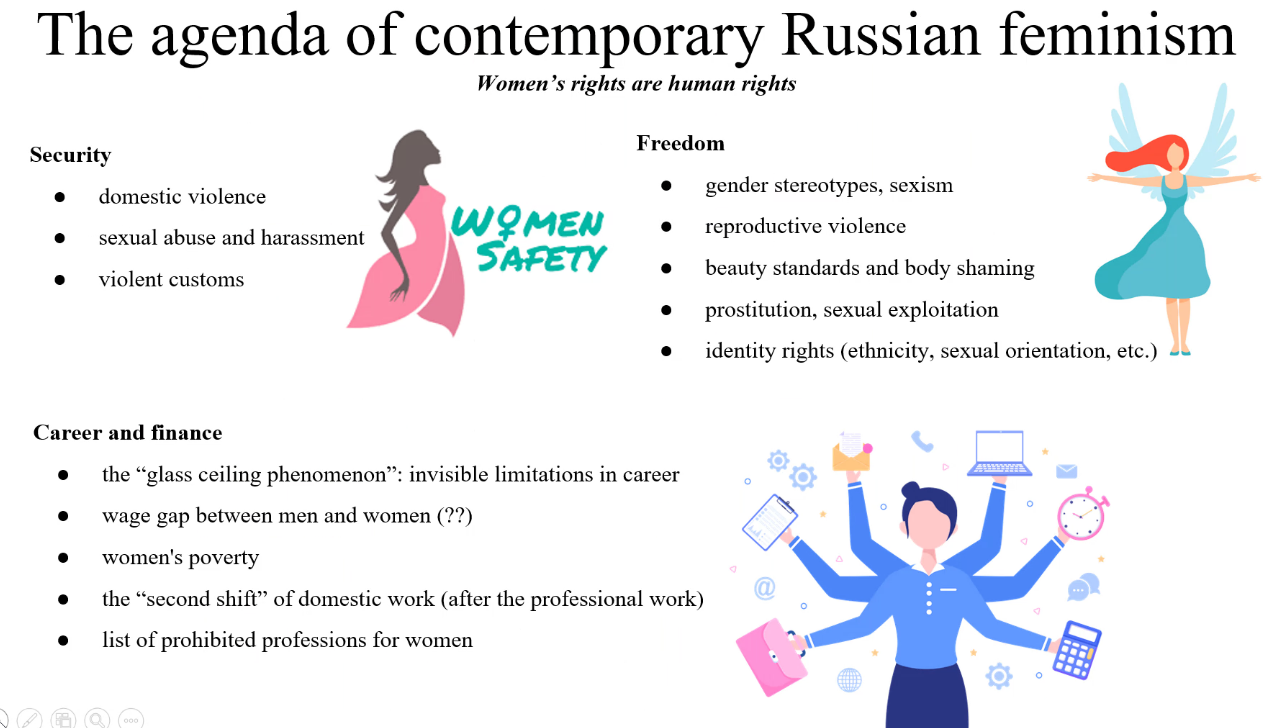 The agenda of contemporary Russian feminism
Women’s rights are human rights
Security
● domestic violence
● sexual abuse and harassment
● violent customs
WOMEN
SAFETY
Freedom
● gender stereotypes, sexism
● reproductive violence
● beauty standards and body shaming
● prostitution, sexual exploitation
● identity rights (ethnicity, sexual orientation, etc.)
Career and finance
● the “glass ceiling phenomenon”: invisible limitations in career
● wage gap between men and women (??)
● women's poverty
● the “second shift” of domestic work (after the professional work)
● list of prohibited professions for women
@